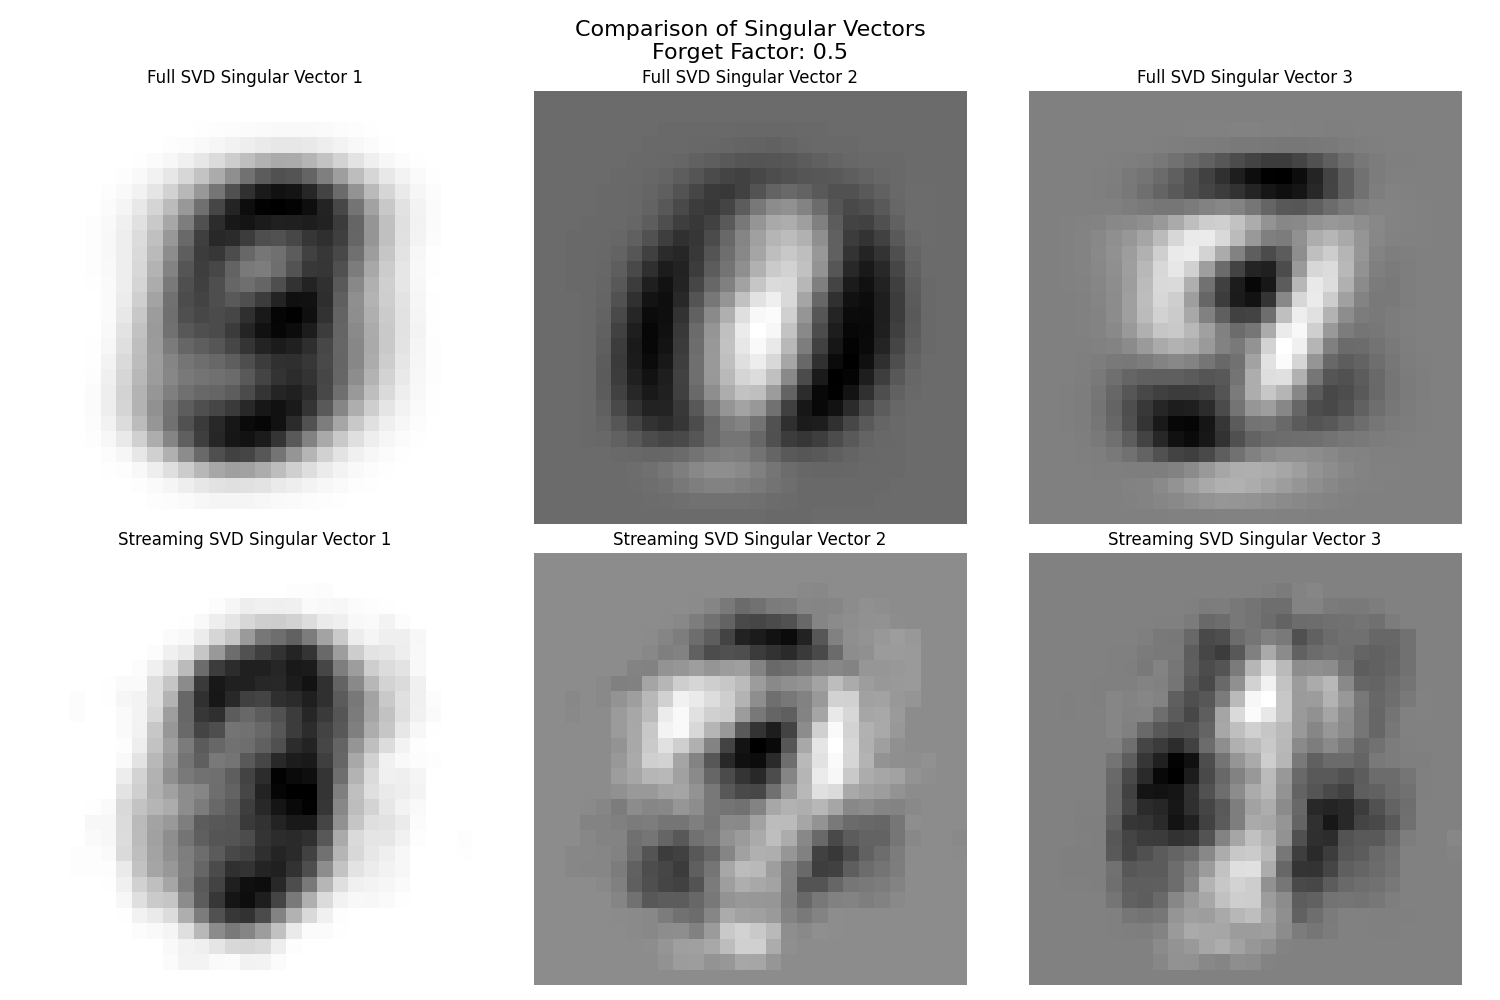 Comparison of Singular Vectors
Forget Factor: 0.5
Full SVD Singular Vector 1
Full SVD Singular Vector 2
Full SVD Singular Vector 3
Streaming SVD Singular Vector 1
Streaming SVD Singular Vector 2
Streaming SVD Singular Vector 3